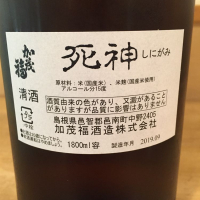 加茂福
死神 しにがみ
原材料：米（国産米）、米麹（国産米使用）
アルコール分15度
清酒
酒質由来の色があり、又濁があること
がありますが品質に影響はありません
島根県邑智郡邑南町中野2405
加茂福酒造株式会社
1800ml容
製造年月 2019.09